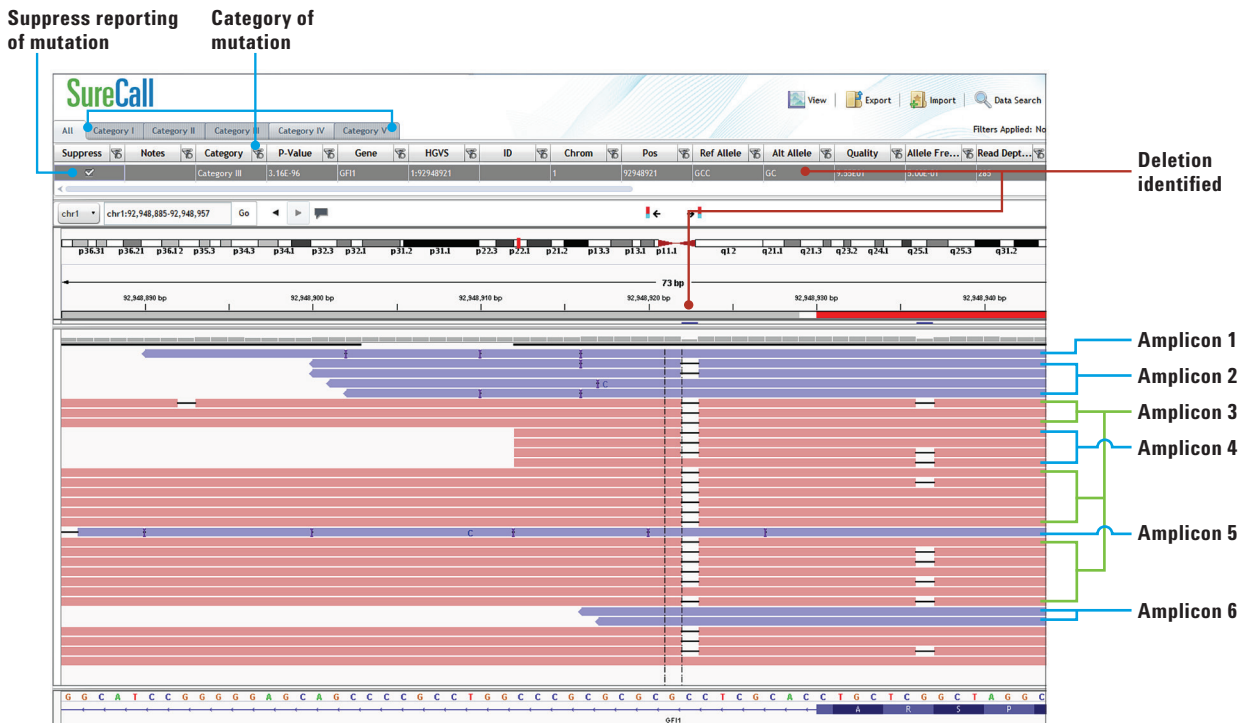 Suppress reporting
of mutation
Category of
mutation
SureCall
View
Export
Import
Data Search
All
Category I
Category II
Category III
Category IV
Category V
Filters Applied: No
Suppress
Notes
Category
P-Value
Gene
HGVS
ID
Chrom
Pos
Ref Allele
Alt Allele
Quality
Allele Fre...
Read Dept...
Category III
3.16E-96
GFI1
1:92948921
1
92948921
GCC
GC
Deletion
identified
chr1
chr1:92,948,885-92,948,957
Go
p36.31
p36.21
p36.12
p35.3
p34.3
p34.1
p32.3
p32.1
p31.2
p31.1
p22.3
p22.1
p21.2
p13.3
p13.1
p11.1
q12
q21.1
q21.3
q23.2
q24.1
q25.1
q25.3
q31.2
73 bp
92,948,890 bp
92,948,900 bp
92,948,910 bp
92,948,920 bp
92,948,930 bp
92,948,940 bp
Amplicon 1
Amplicon 2
C
Amplicon 3
Amplicon 4
C
Amplicon 5
Amplicon 6
G G C A T C C G G G G G A G C A G C C C C G C C T G G C C C G C G C G C G C C T C G C A C C T G C T C G G C T A G G C
A R S P
GFI1